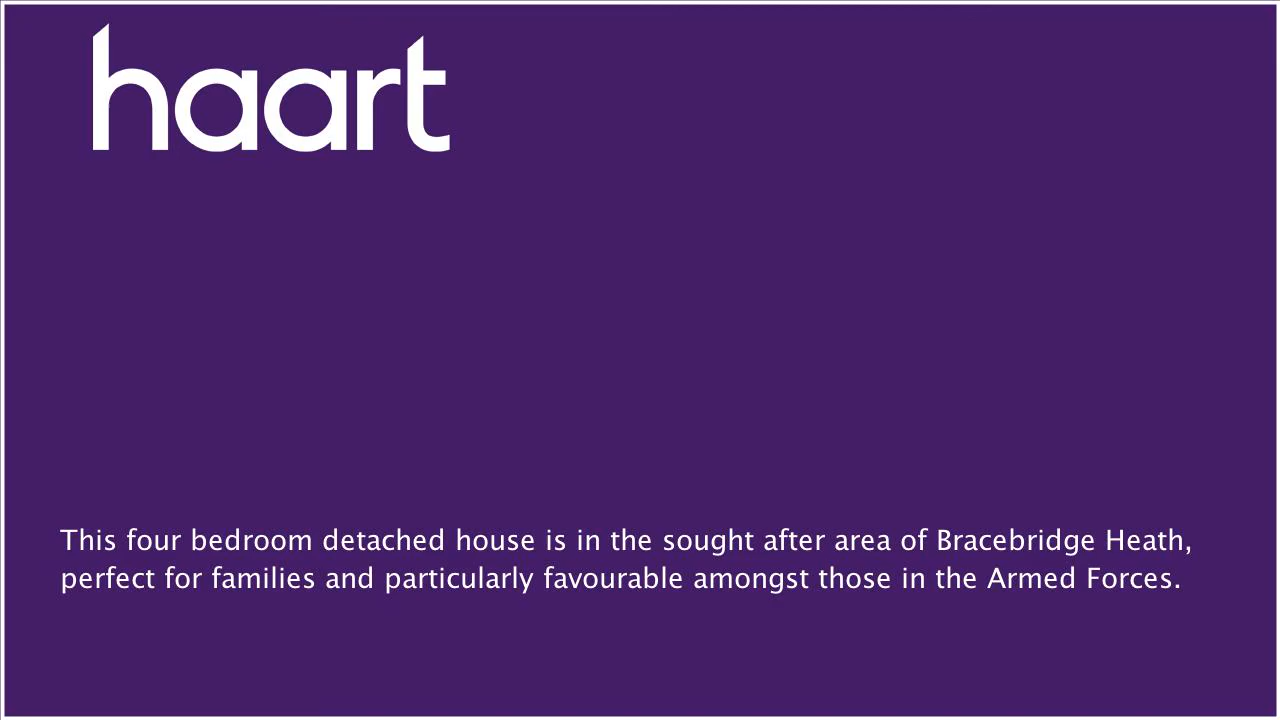 haart
This four bedroom detached house is in the sought after area of Bracebridge Heath,
perfect for families and particularly favourable amongst those in the Armed Forces.